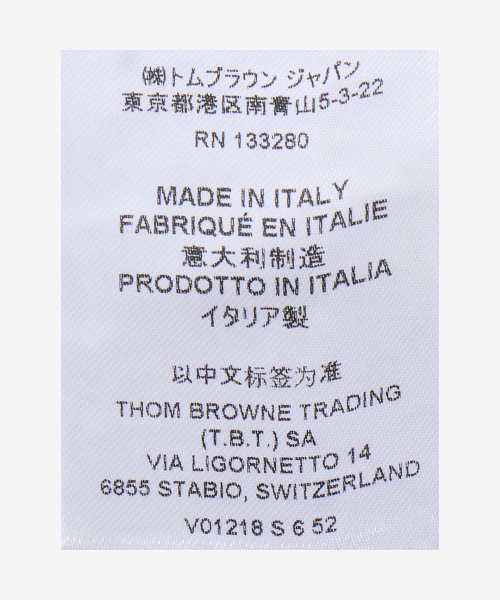 ㈱トムブラウン ジャパン
東京都港区南青山5-3-22
RN 133280
MADE IN ITALY
FABRIQUÉ EN ITALIE
意大利制造
PRODOTTO IN ITALIA
イタリア製
以中文标签为准
THOM BROWNE TRADING
(T.B.T.) SA
VIA LIGORNETTO 14
6855 STABIO, SWITZERLAND
V01218 S 6 52